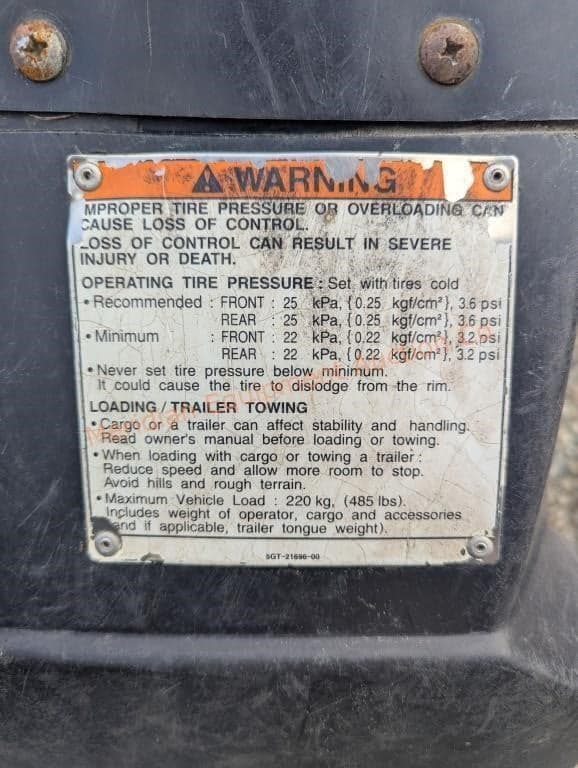 WARNING
MPROPER TIRE PRESSURE OR OVERLOADING CAN
CAUSE LOSS OF CONTROL.
LOSS OF CONTROL CAN RESULT IN SEVERE
INJURY OR DEATH.
OPERATING TIRE PRESSURE : Set with tires cold
• Recommended : FRONT : 25 kPa, { 0.25 kgf/cm² }, 3.6 psi
REAR : 25 kPa, { 0.25 kgf/cm² }, 3.6 psi
• Minimum : FRONT : 22 kPa, { 0.22 kgf/cm² }, 3.2 psi
REAR : 22 kPa, { 0.22 kgf/cm² }, 3.2 psi
• Never set tire pressure below minimum.
It could cause the tire to dislodge from the rim.
LOADING / TRAILER TOWING
• Cargo or a trailer can affect stability and handling.
Read owner's manual before loading or towing.
• When loading with cargo or towing a trailer :
Reduce speed and allow more room to stop.
Avoid hills and rough terrain.
• Maximum Vehicle Load : 220 kg, (485 lbs).
Includes weight of operator, cargo and accessories
(and if applicable, trailer tongue weight).
5GT-21696-00